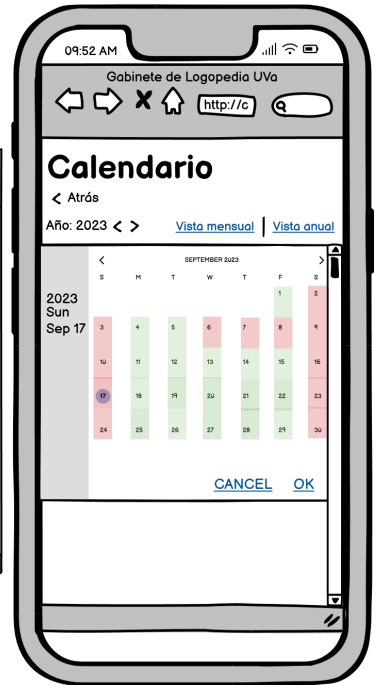 09:52 AM
Gabinete de Logopedia UVa
http://c
Calendario
< Atrás
Año: 2023 < >
Vista mensual | Vista anual
2023
Sun
Sep 17
< SEPTEMBER 2023 >
S M T W T F S
1 2
3 4 5 6 7 8 9
10 11 12 13 14 15 16
17 18 19 20 21 22 23
24 25 26 27 28 29 30
CANCEL OK